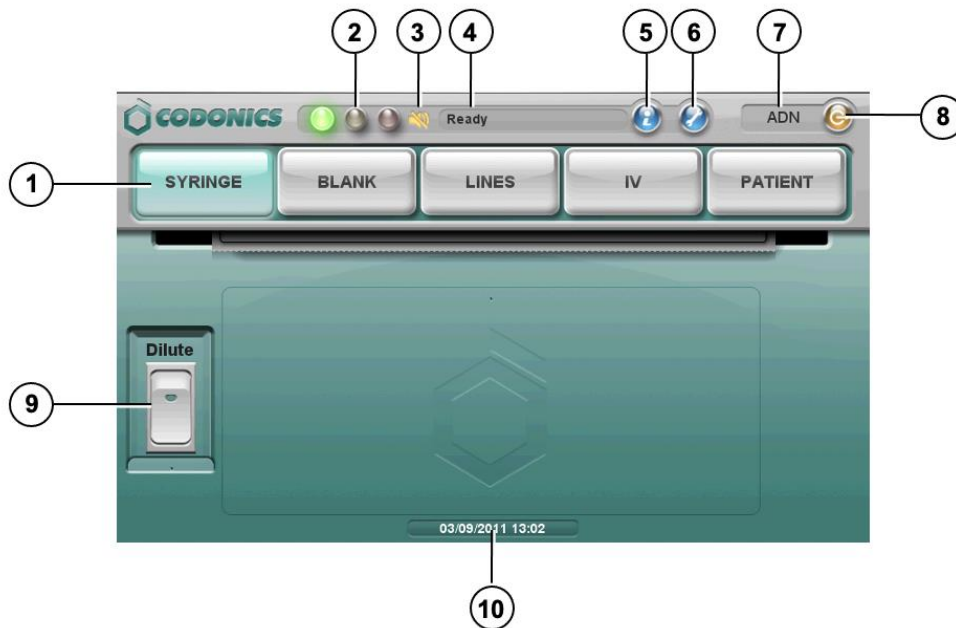 2 3 4 5 6 7
CODONICS Ready ADN 8
1 SYRINGE BLANK LINES IV PATIENT
Dilute
9
03/09/2011 13:02
10